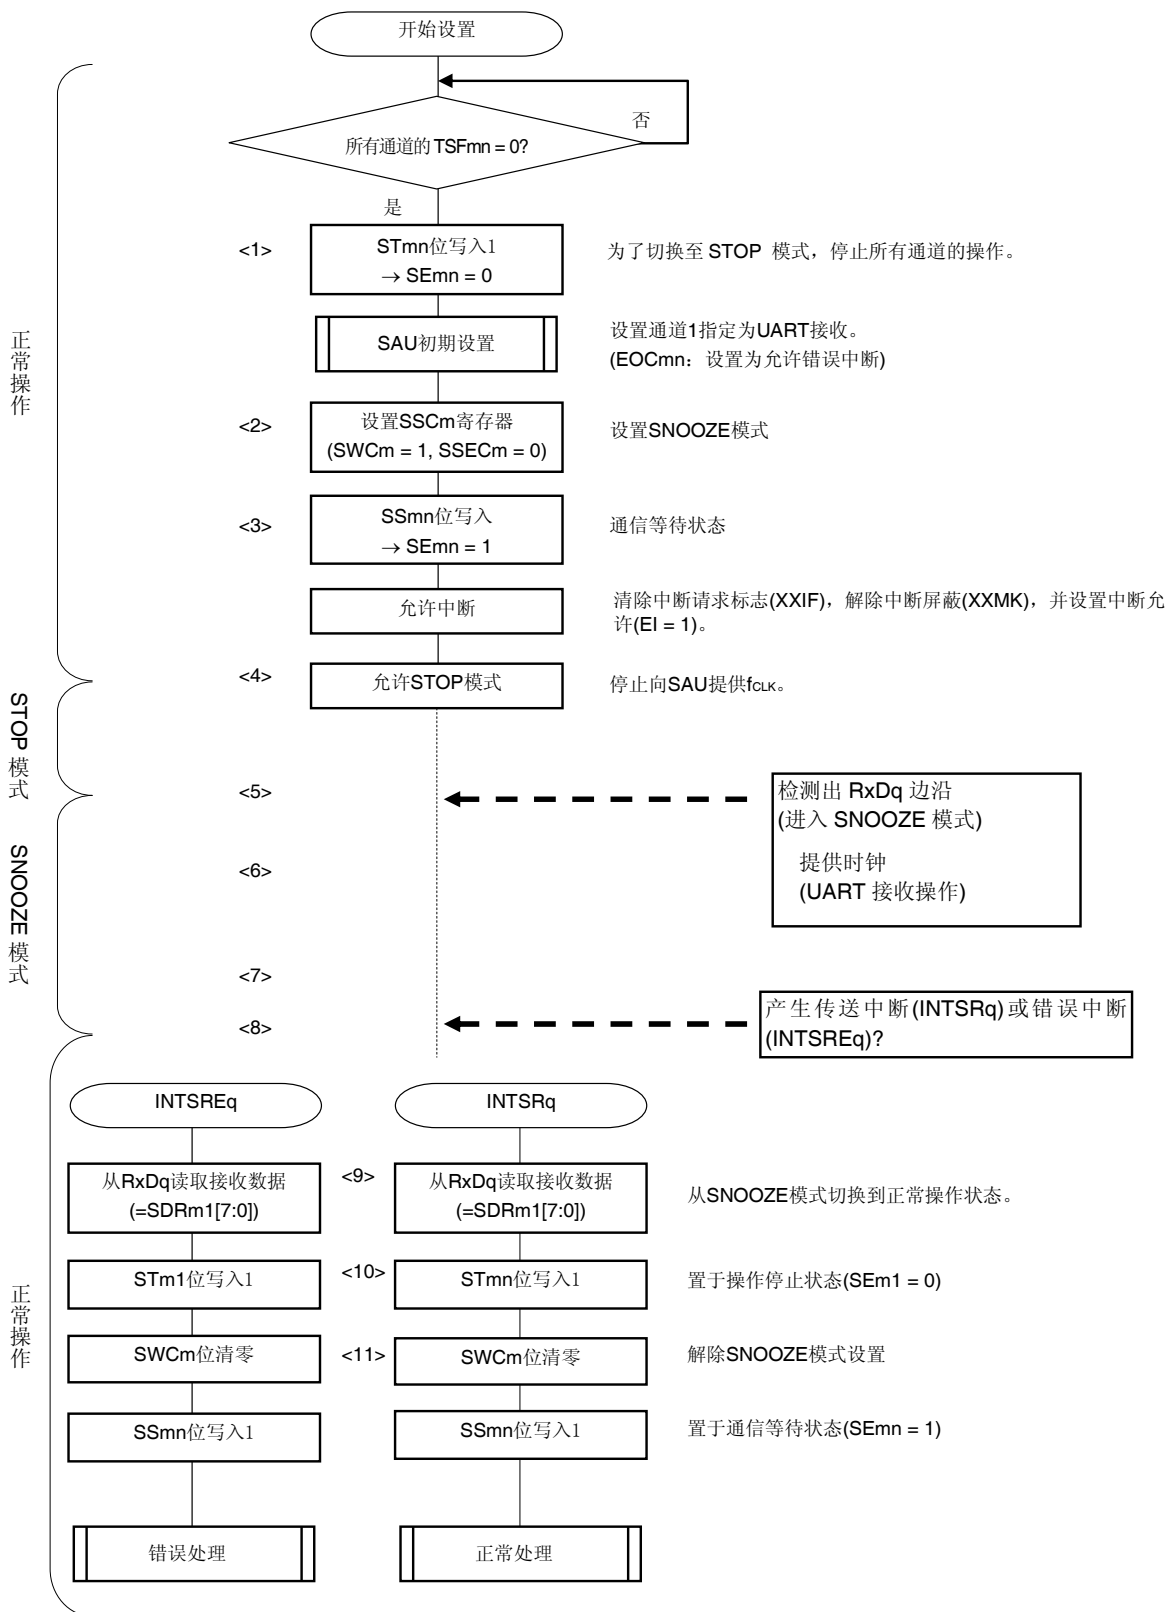 开始设置
否
所有通道的 TSFmn = 0?
是
<1>
STmn位写入1
→ SEmn = 0
为了切换至 STOP 模式，停止所有通道的操作。
SAU初期设置
设置通道1指定为UART接收。
(EOCmn：设置为允许错误中断)
正常操作
<2>
设置SSCm寄存器
(SWCm = 1, SSECm = 0)
设置SNOOZE模式
<3>
SSmn位写入
→ SEmn = 1
通信等待状态
允许中断
清除中断请求标志(XXIF)，解除中断屏蔽(XXMK)，并设置中断允
许(EI = 1)。
<4>
允许STOP模式
停止向SAU提供fCLK。
STOP 模式
<5>
检测出 RxDq 边沿
(进入 SNOOZE 模式)
提供时钟
(UART 接收操作)
<6>
SNOOZE 模式
<7>
<8>
产生传送中断(INTSRq)或错误中断
(INTSREq)?
INTSREq
INTSRq
从RxDq读取接收数据
(=SDRm1[7:0])
<9>
从RxDq读取接收数据
(=SDRm1[7:0])
从SNOOZE模式切换到正常操作状态。
STm1位写入1
<10>
STmn位写入1
置于操作停止状态(SEm1 = 0)
正常操作
SWCm位清零
<11>
SWCm位清零
解除SNOOZE模式设置
SSmn位写入1
SSmn位写入1
置于通信等待状态(SEmn = 1)
错误处理
正常处理